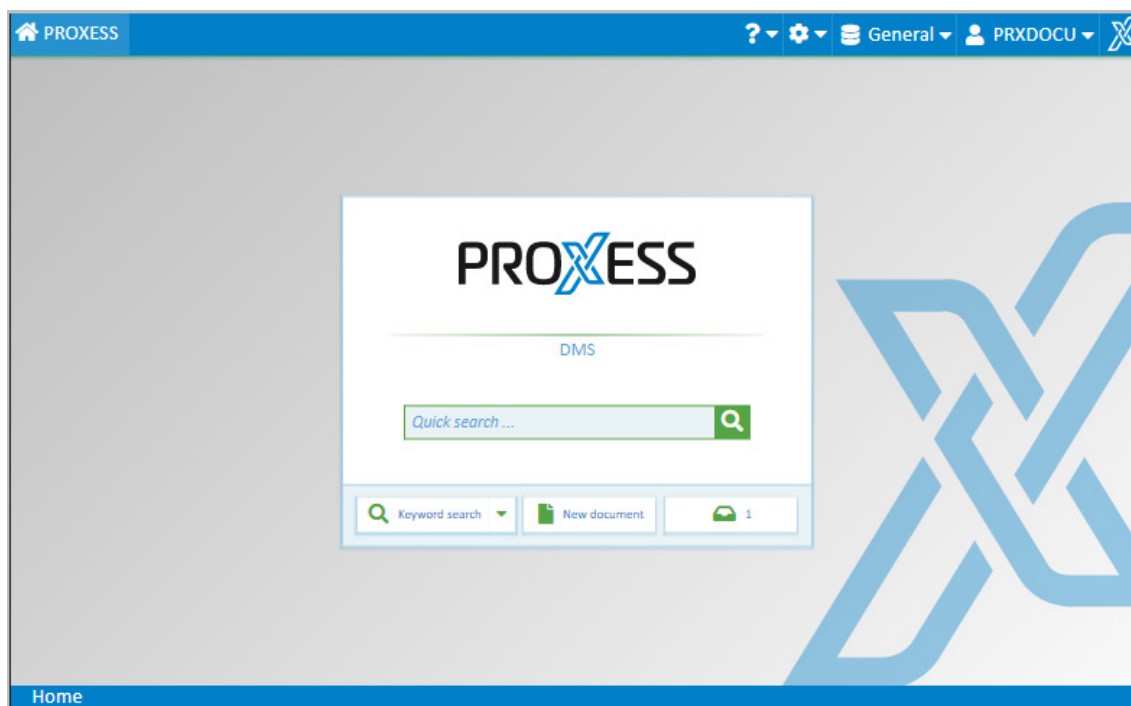 PROXESS ? General PRXDOCU
PROXESS
DMS
Quick search ...
Keyword search New document 1
Home